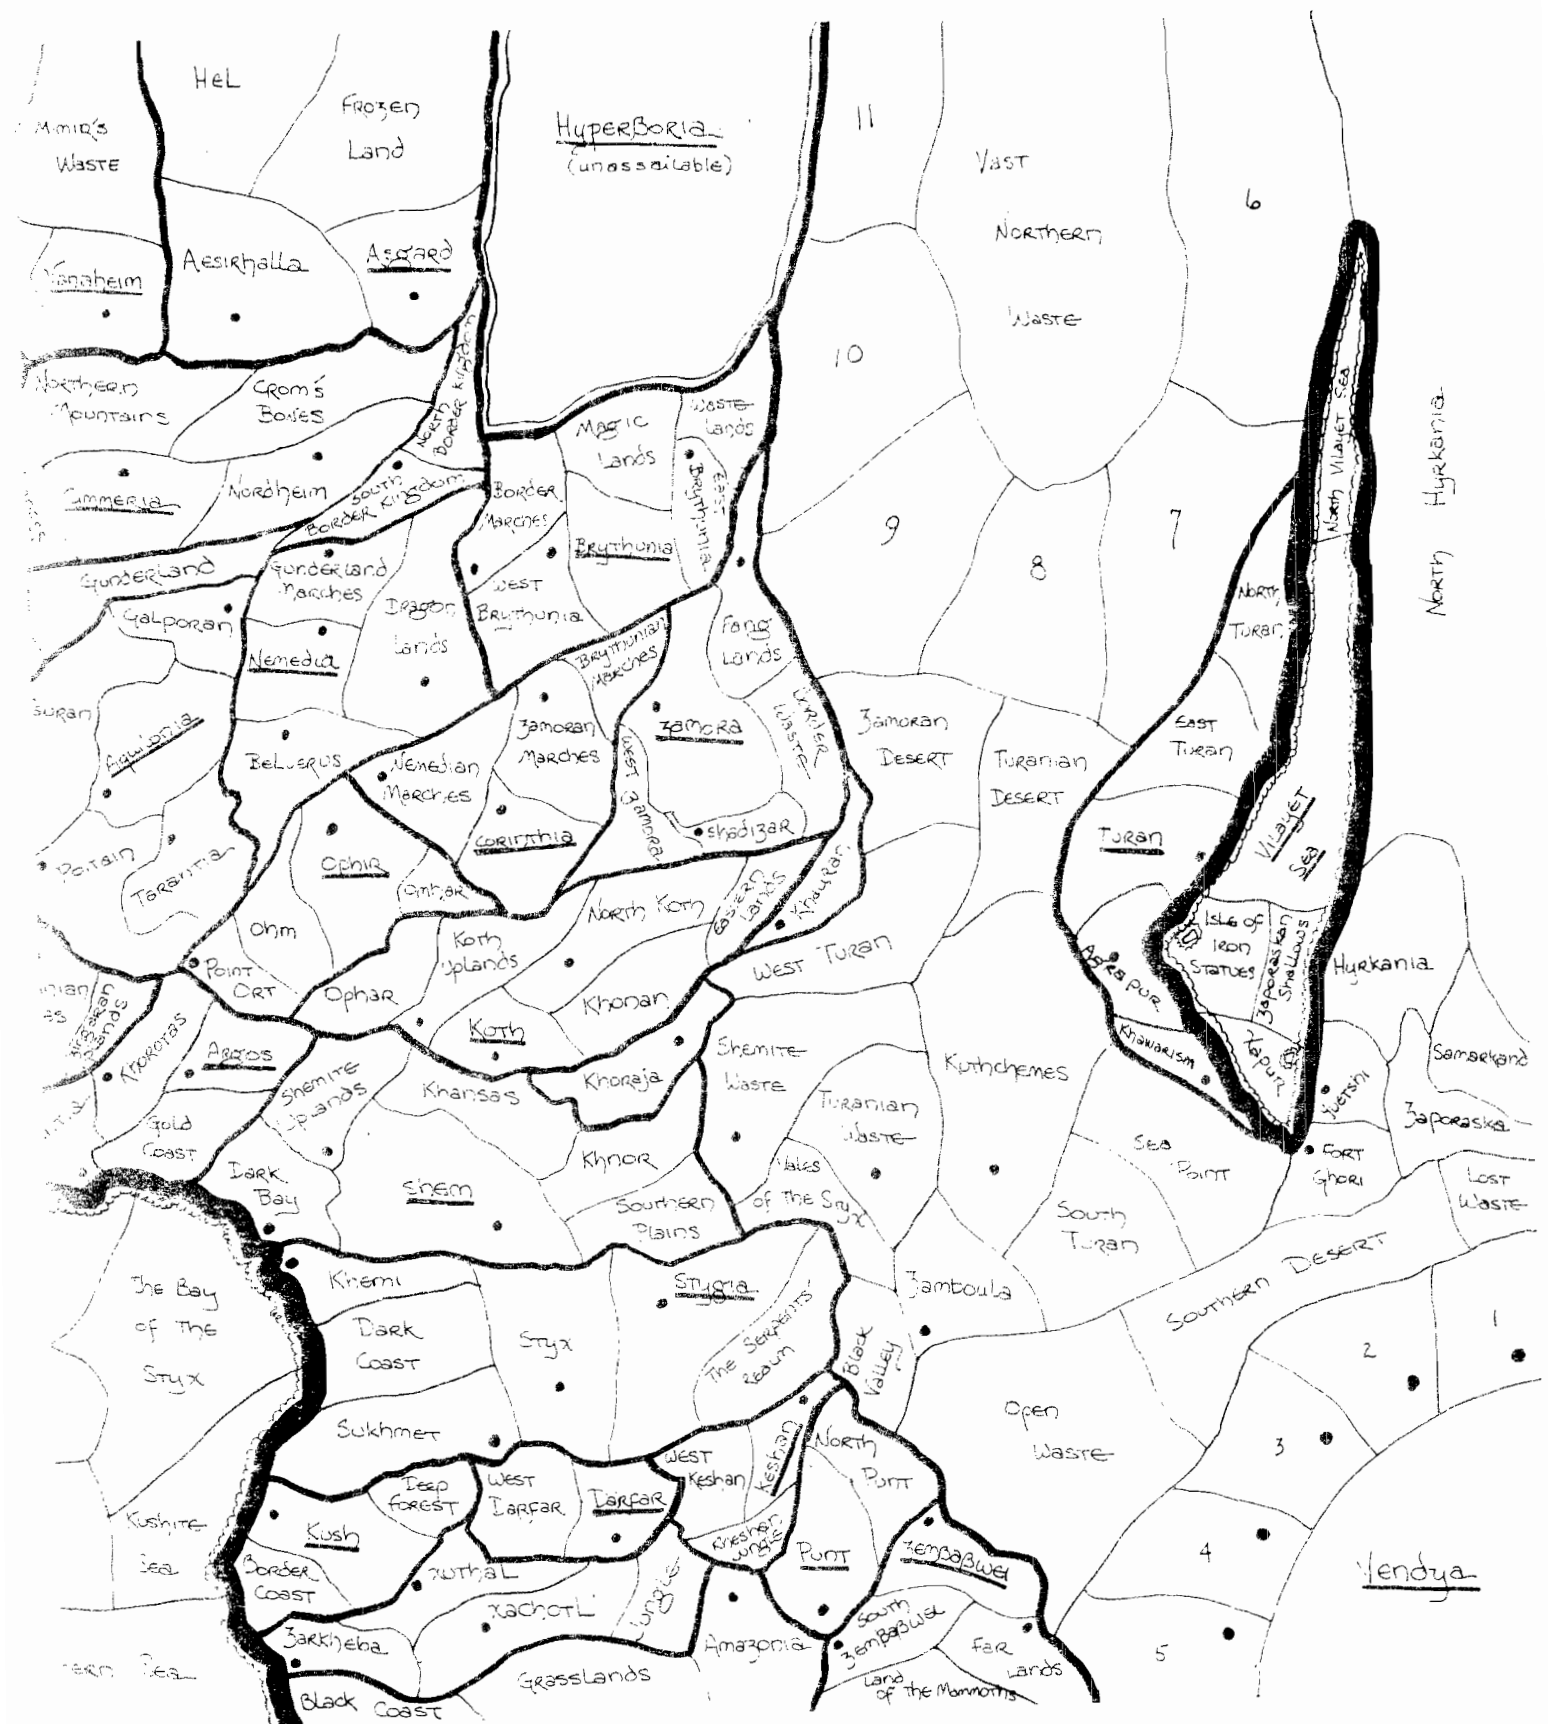 Hel
Frozen
Land
Mimir's
Waste
Hyperboria
(unassailable)
11
Vast
Northern
Waste
6
Vanaheim
Aesirhalla
Asgard
10
Northern
Mountains
Crom's
Bones
North
Border Kingdom
Magic
Lands
Waste
Lands
North Vilayet Sea
North Hyrkania
Cimmeria
Nordheim
South
Border Kingdom
Border
Marches
East
Brythunia
Brythunia
9
8
7
Gunderland
Gunderland
Marches
Galporan
Dragon
Lands
West
Brythunia
Brythunian
Marches
Fang
Lands
North
Turan
Nemedia
Aquilonia
Belverus
Nemedian
Marches
Zamoran
Marches
Zamora
West Zamora
Border
Waste
Zamoran
Desert
Turanian
Desert
East
Turan
Turan
Vilayet
Sea
Poitain
Tarantia
Ophir
Ophar
Corinthia
Shadizar
Khauran
Ohm
Point
Ort
Ophar
Koth
Uplands
North Koth
Eastern
Lands
West Turan
Khonan
Koth
Aghrapur
Isle of
Iron
Statues
Zaporaskan
Shallows
Hyrkania
Khawarism
Xapur
Yuetshi
Samarkand
Zaporaska
Khorotas
Argos
Shemite
Uplands
Khansas
Khoraja
Shemite
Waste
Turanian
Waste
Kuthchemes
Gold
Coast
Dark
Bay
Shem
Khnor
Southern
Plains
Vales
of the Styx
Sea
Point
South
Turan
Fort
Ghori
Lost
Waste
Southern Desert
The Bay
of the
Styx
Khemi
Dark
Coast
Styx
Stygia
The Serpents'
Realm
Black
Valley
Zamboula
1
2
3
Open
Waste
Sukhmet
Kushite
Sea
Kush
Deep
Forest
West
Darfar
Darfar
West
Keshan
Keshan
Kheshan
Jungle
North
Punt
Punt
Zembabwei
4
Vendya
Border
Coast
Xuthal
Xachotl
Jungle
Zarkheba
Grasslands
Amazonia
South
Zembabwei
Far
Lands
Land
of the Mammoths
5
Black Coast